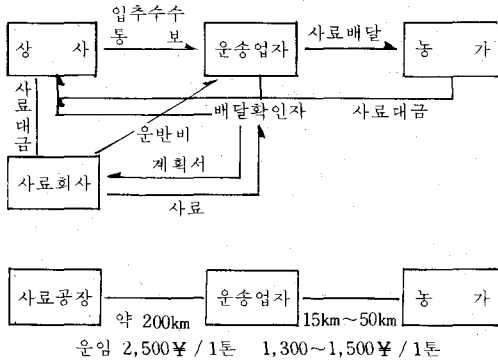 입추수수
통 보
사료배달
상 사
운송업자
농 가
사료대금
배달확인자
사료대금
운반비
계획서
사료회사
사료
사료공장
운송업자
농 가
약 200km
15km~50km
운임 2,500¥/1톤 1,300~1,500¥/1톤